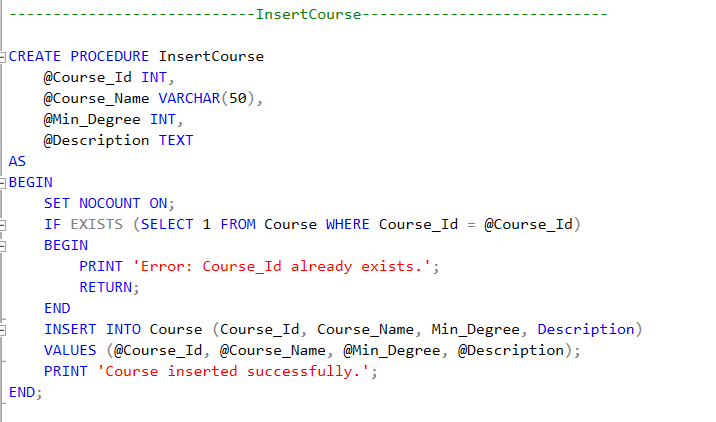 ----------------------------InsertCourse----------------------------
CREATE PROCEDURE InsertCourse
    @Course_Id INT,
    @Course_Name VARCHAR(50),
    @Min_Degree INT,
    @Description TEXT
AS
BEGIN
    SET NOCOUNT ON;
    IF EXISTS (SELECT 1 FROM Course WHERE Course_Id = @Course_Id)
    BEGIN
        PRINT 'Error: Course_Id already exists.';
        RETURN;
    END
    INSERT INTO Course (Course_Id, Course_Name, Min_Degree, Description)
    VALUES (@Course_Id, @Course_Name, @Min_Degree, @Description);
    PRINT 'Course inserted successfully.';
END;